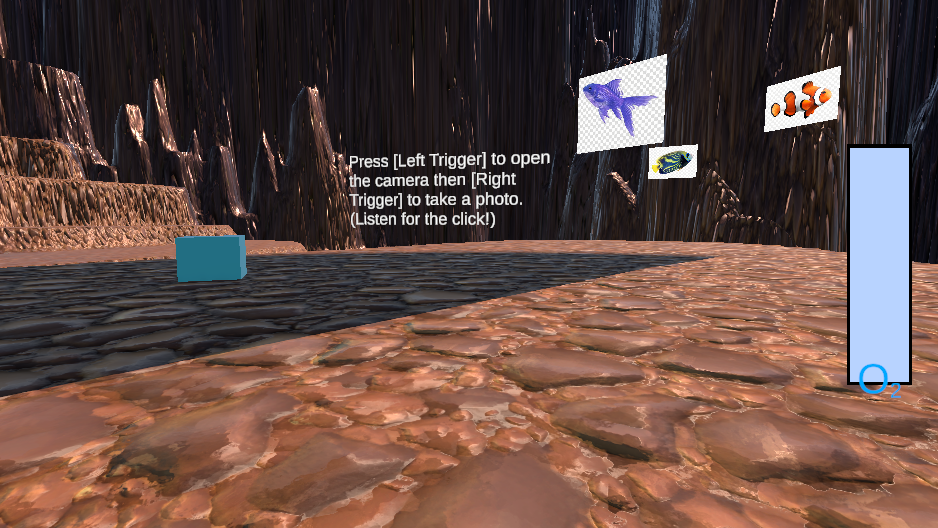 Press [Left Trigger] to open
the camera then [Right
Trigger] to take a photo.
(Listen for the click!)
O₂